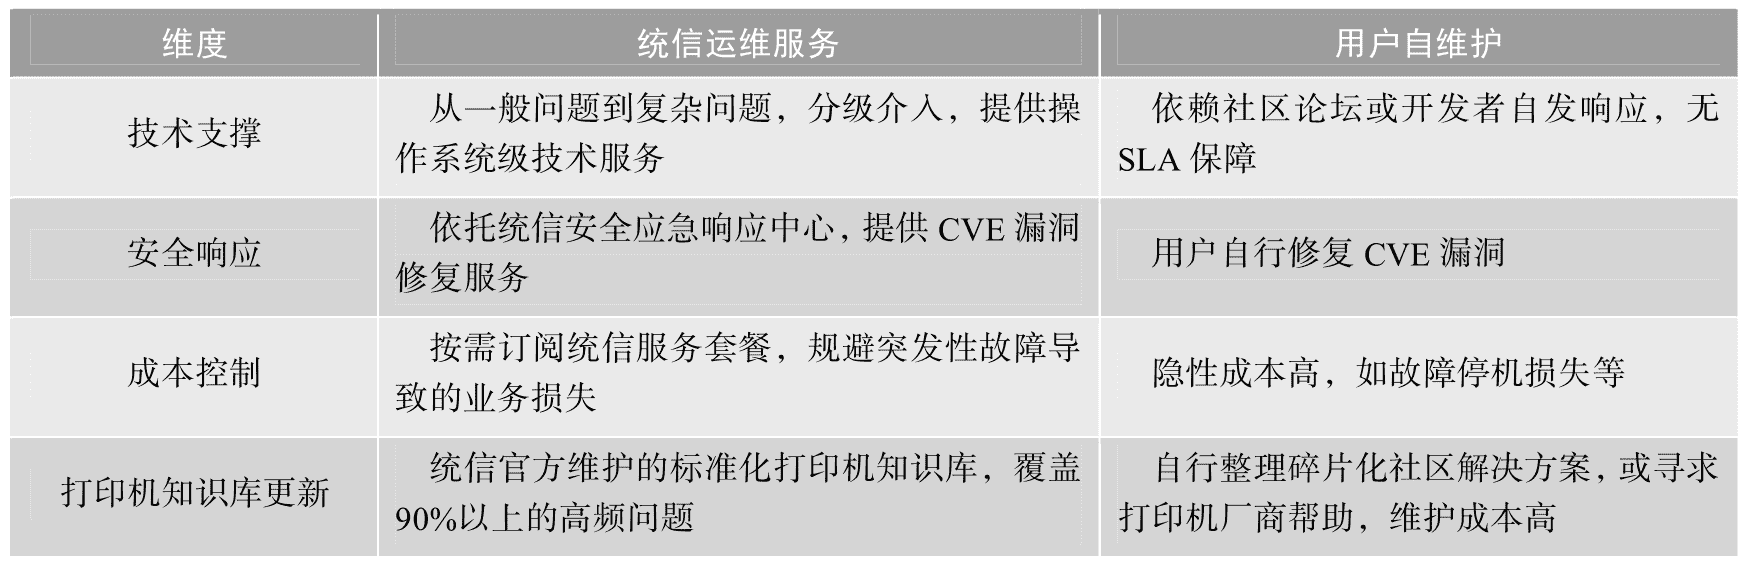 维度
统信运维服务
用户自维护
技术支撑
从一般问题到复杂问题，分级介入，提供操
作系统级技术服务
依赖社区论坛或开发者自发响应，无
SLA 保障
安全响应
依托统信安全应急响应中心，提供 CVE 漏洞
修复服务
用户自行修复 CVE 漏洞
成本控制
按需订阅统信服务套餐，规避突发性故障导
致的业务损失
隐性成本高，如故障停机损失等
打印机知识库更新
统信官方维护的标准化打印机知识库，覆盖
90%以上的高频问题
自行整理碎片化社区解决方案，或寻求
打印机厂商帮助，维护成本高